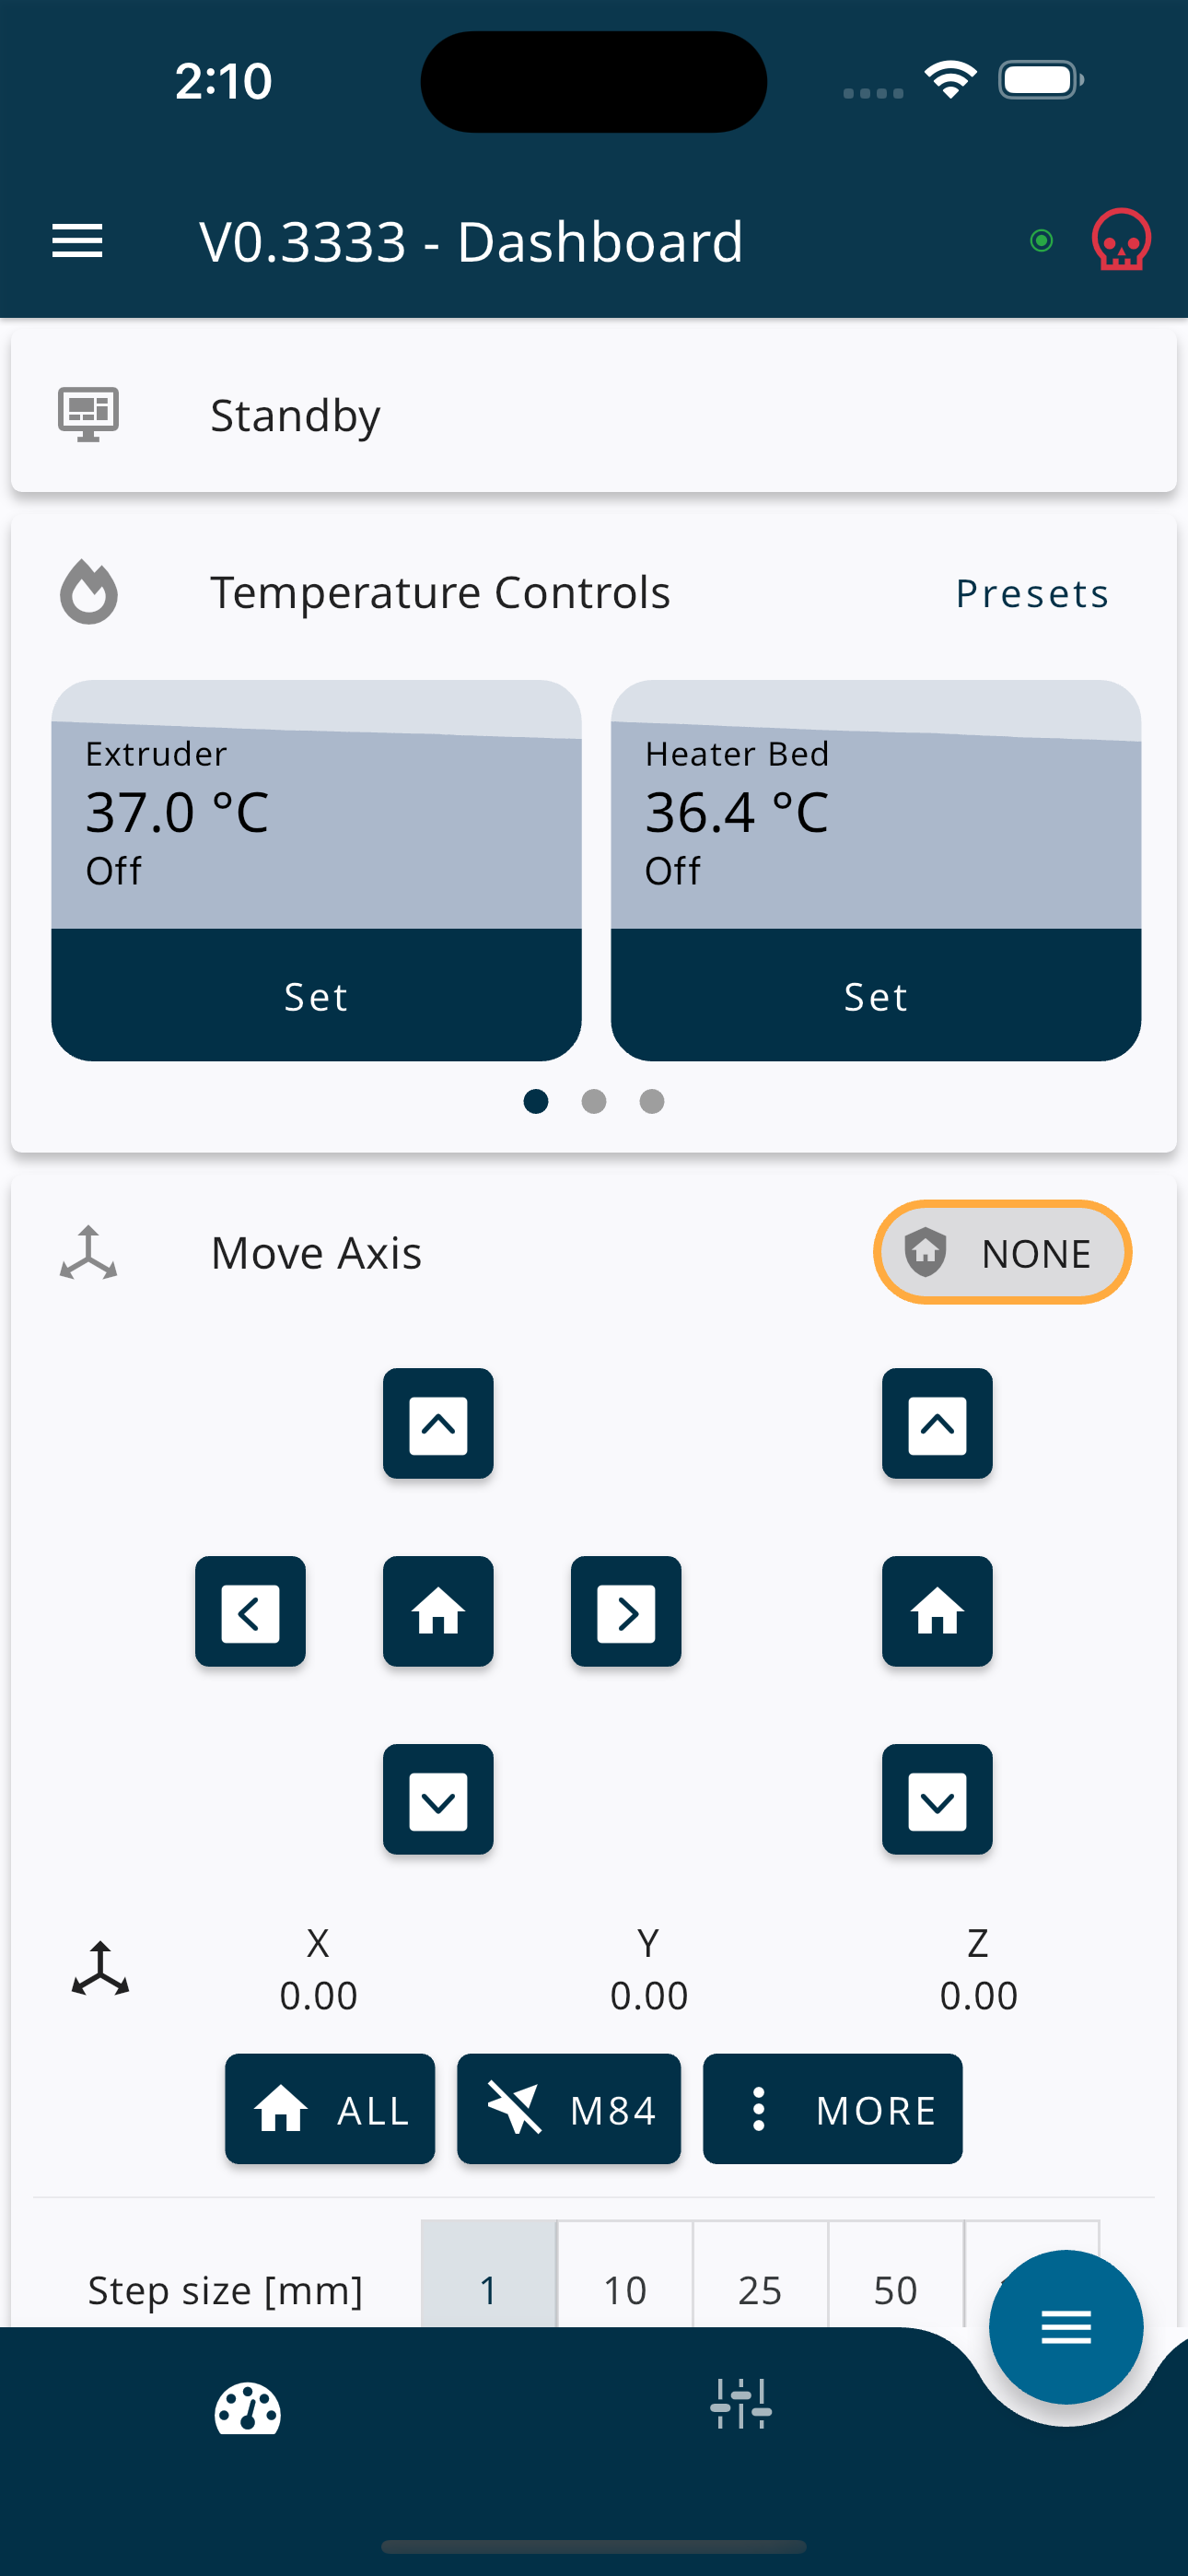 2:10
V0.3333 - Dashboard
Standby
Temperature Controls
Presets
Extruder
37.0 °C
Off
Set
Heater Bed
36.4 °C
Off
Set
Move Axis
NONE
X
0.00
Y
0.00
Z
0.00
ALL
M84
MORE
Step size [mm]
1
10
25
50